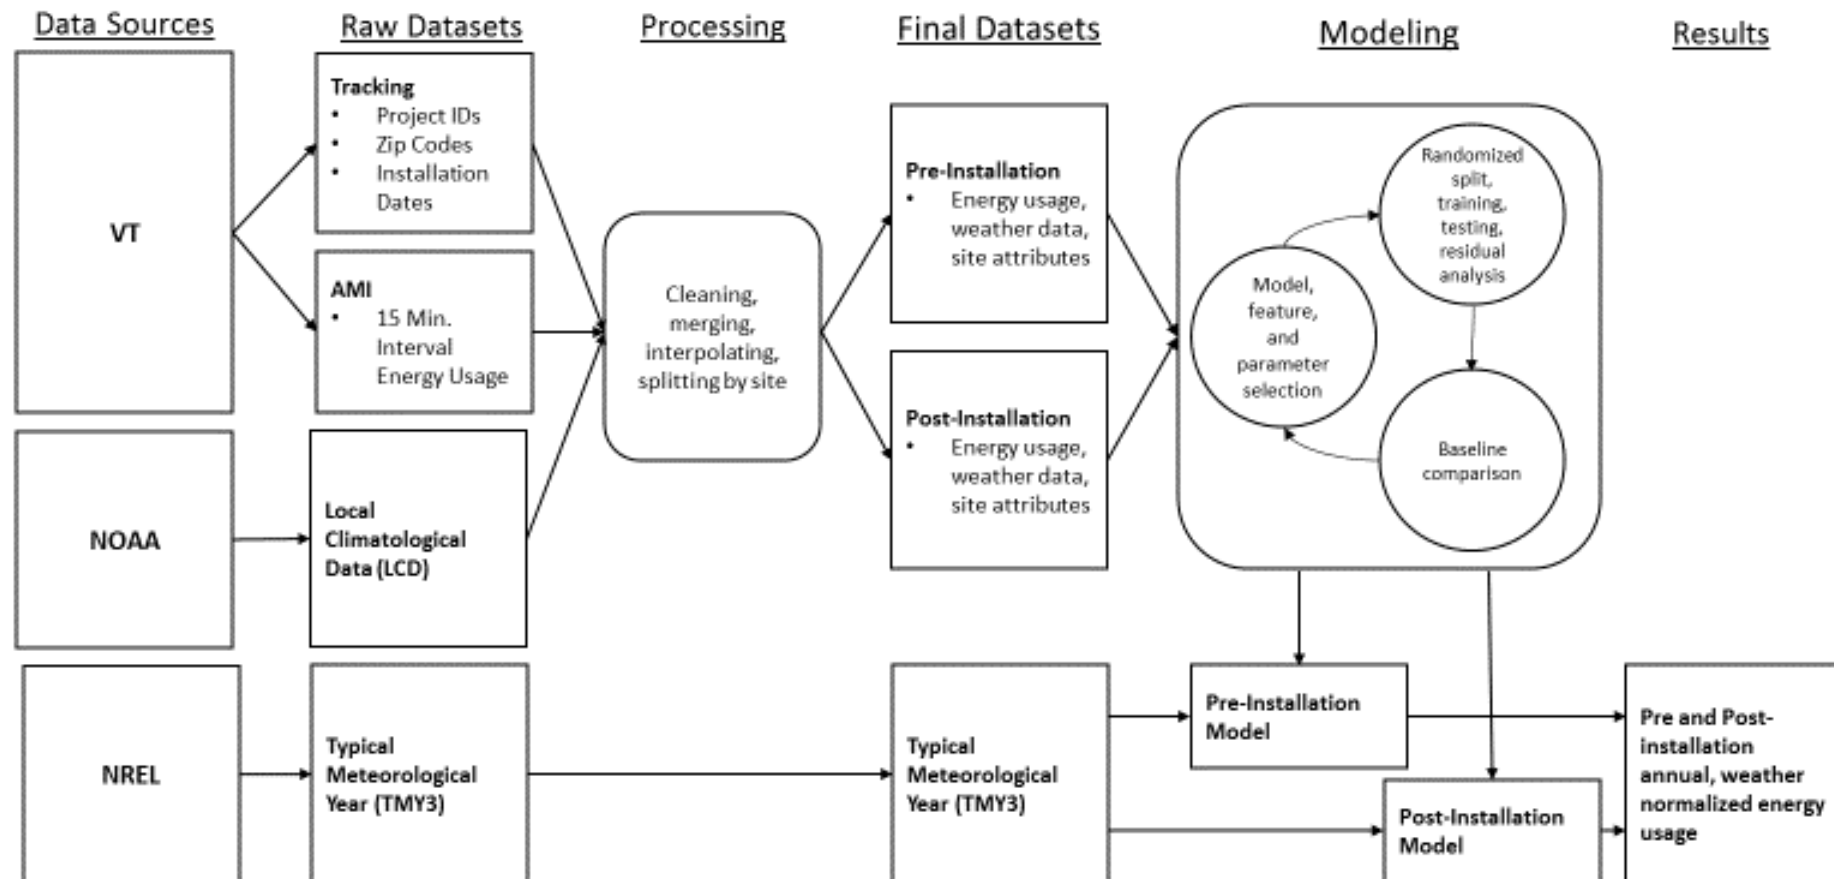 Data Sources
Raw Datasets
Processing
Final Datasets
Modeling
Results
VT
Tracking
• Project IDs
• Zip Codes
• Installation
Dates
AMI
• 15 Min.
Interval
Energy Usage
NOAA
Local
Climatological
Data (LCD)
NREL
Typical
Meteorological
Year (TMY3)
Cleaning,
merging,
interpolating,
splitting by site
Pre-Installation
• Energy usage,
weather data,
site attributes
Post-Installation
• Energy usage,
weather data,
site attributes
Typical
Meteorological
Year (TMY3)
Model,
feature,
and
parameter
selection
Randomized
split,
training,
testing,
residual
analysis
Baseline
comparison
Pre-Installation
Model
Post-Installation
Model
Pre and Post-
installation
annual, weather
normalized energy
usage